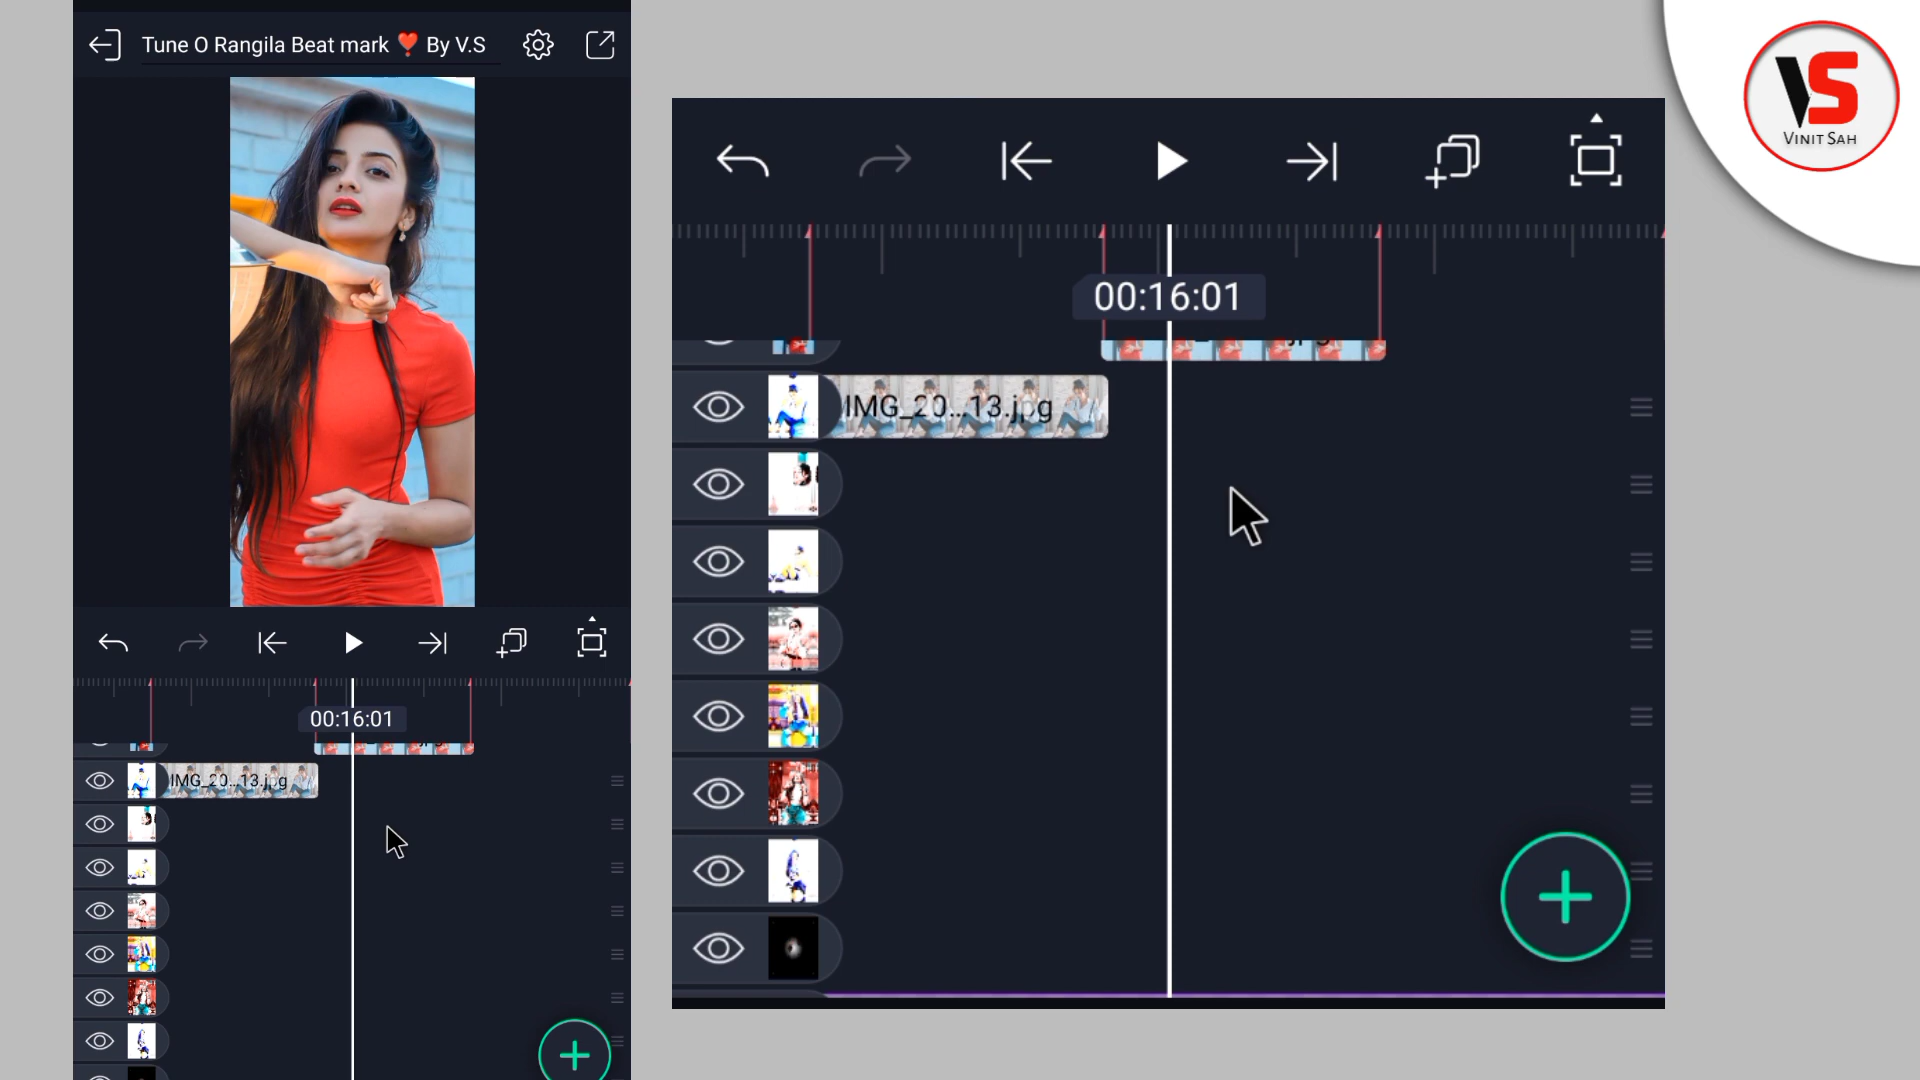 Tune O Rangila Beat mark ❣ By V.S
00:16:01
IMG_20...13.jpg
00:16:01
IMG_20...13.jpg
VS
VINIT SAH